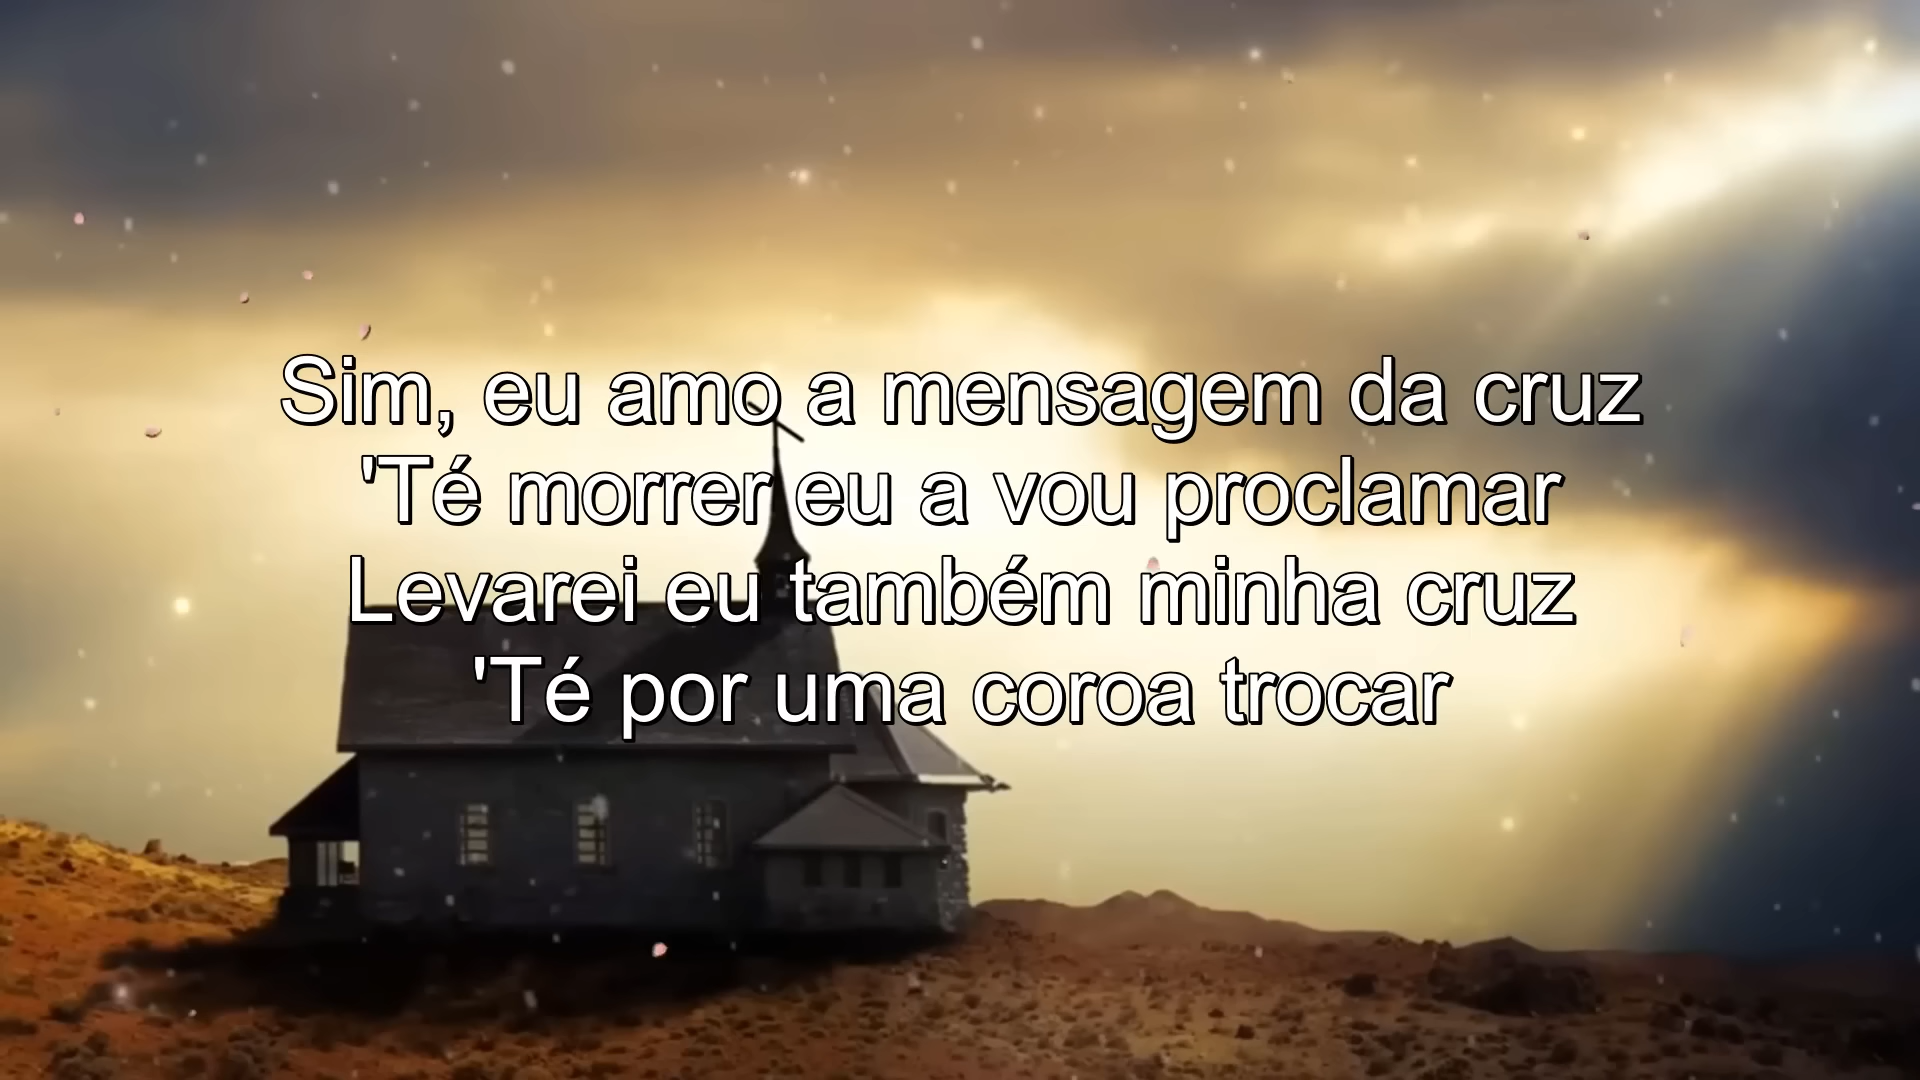 Sim, eu amo a mensagem da cruz
'Té morrer eu a vou proclamar
Levarei eu também minha cruz
'Té por uma coroa trocar